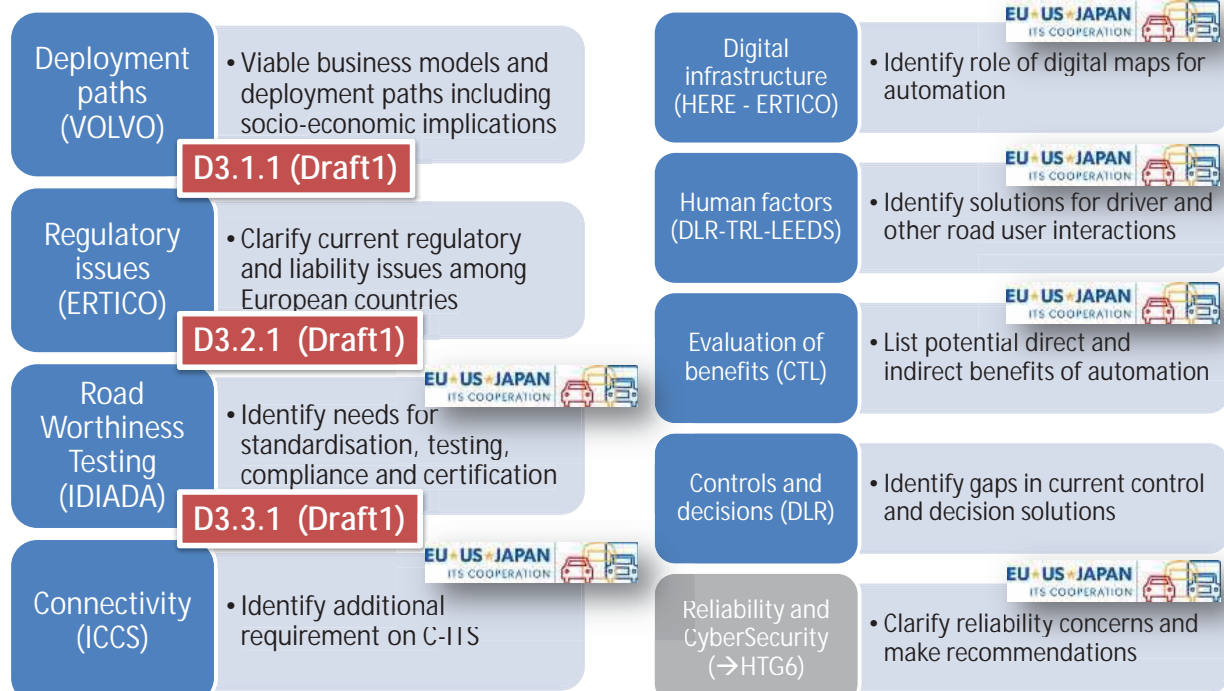 Deployment
paths
(VOLVO)
• Viable business models and
deployment paths including
socio-economic implications
D3.1.1 (Draft1)
Regulatory
issues
(ERTICO)
• Clarify current regulatory
and liability issues among
European countries
D3.2.1 (Draft1)
EU US JAPAN
ITS COOPERATION
Road
Worthiness
Testing
(IDIADA)
• Identify needs for
standardisation, testing,
compliance and certification
D3.3.1 (Draft1)
EU US JAPAN
ITS COOPERATION
Connectivity
(ICCS)
• Identify additional
requirement on C-ITS
EU US JAPAN
ITS COOPERATION
Digital
infrastructure
(HERE - ERTICO)
• Identify role of digital maps for
automation
EU US JAPAN
ITS COOPERATION
Human factors
(DLR-TRL-LEEDS)
• Identify solutions for driver and
other road user interactions
EU US JAPAN
ITS COOPERATION
Evaluation of
benefits (CTL)
• List potential direct and
indirect benefits of automation
Controls and
decisions (DLR)
• Identify gaps in current control
and decision solutions
EU US JAPAN
ITS COOPERATION
Reliability and
CyberSecurity
(→HTG6)
• Clarify reliability concerns and
make recommendations